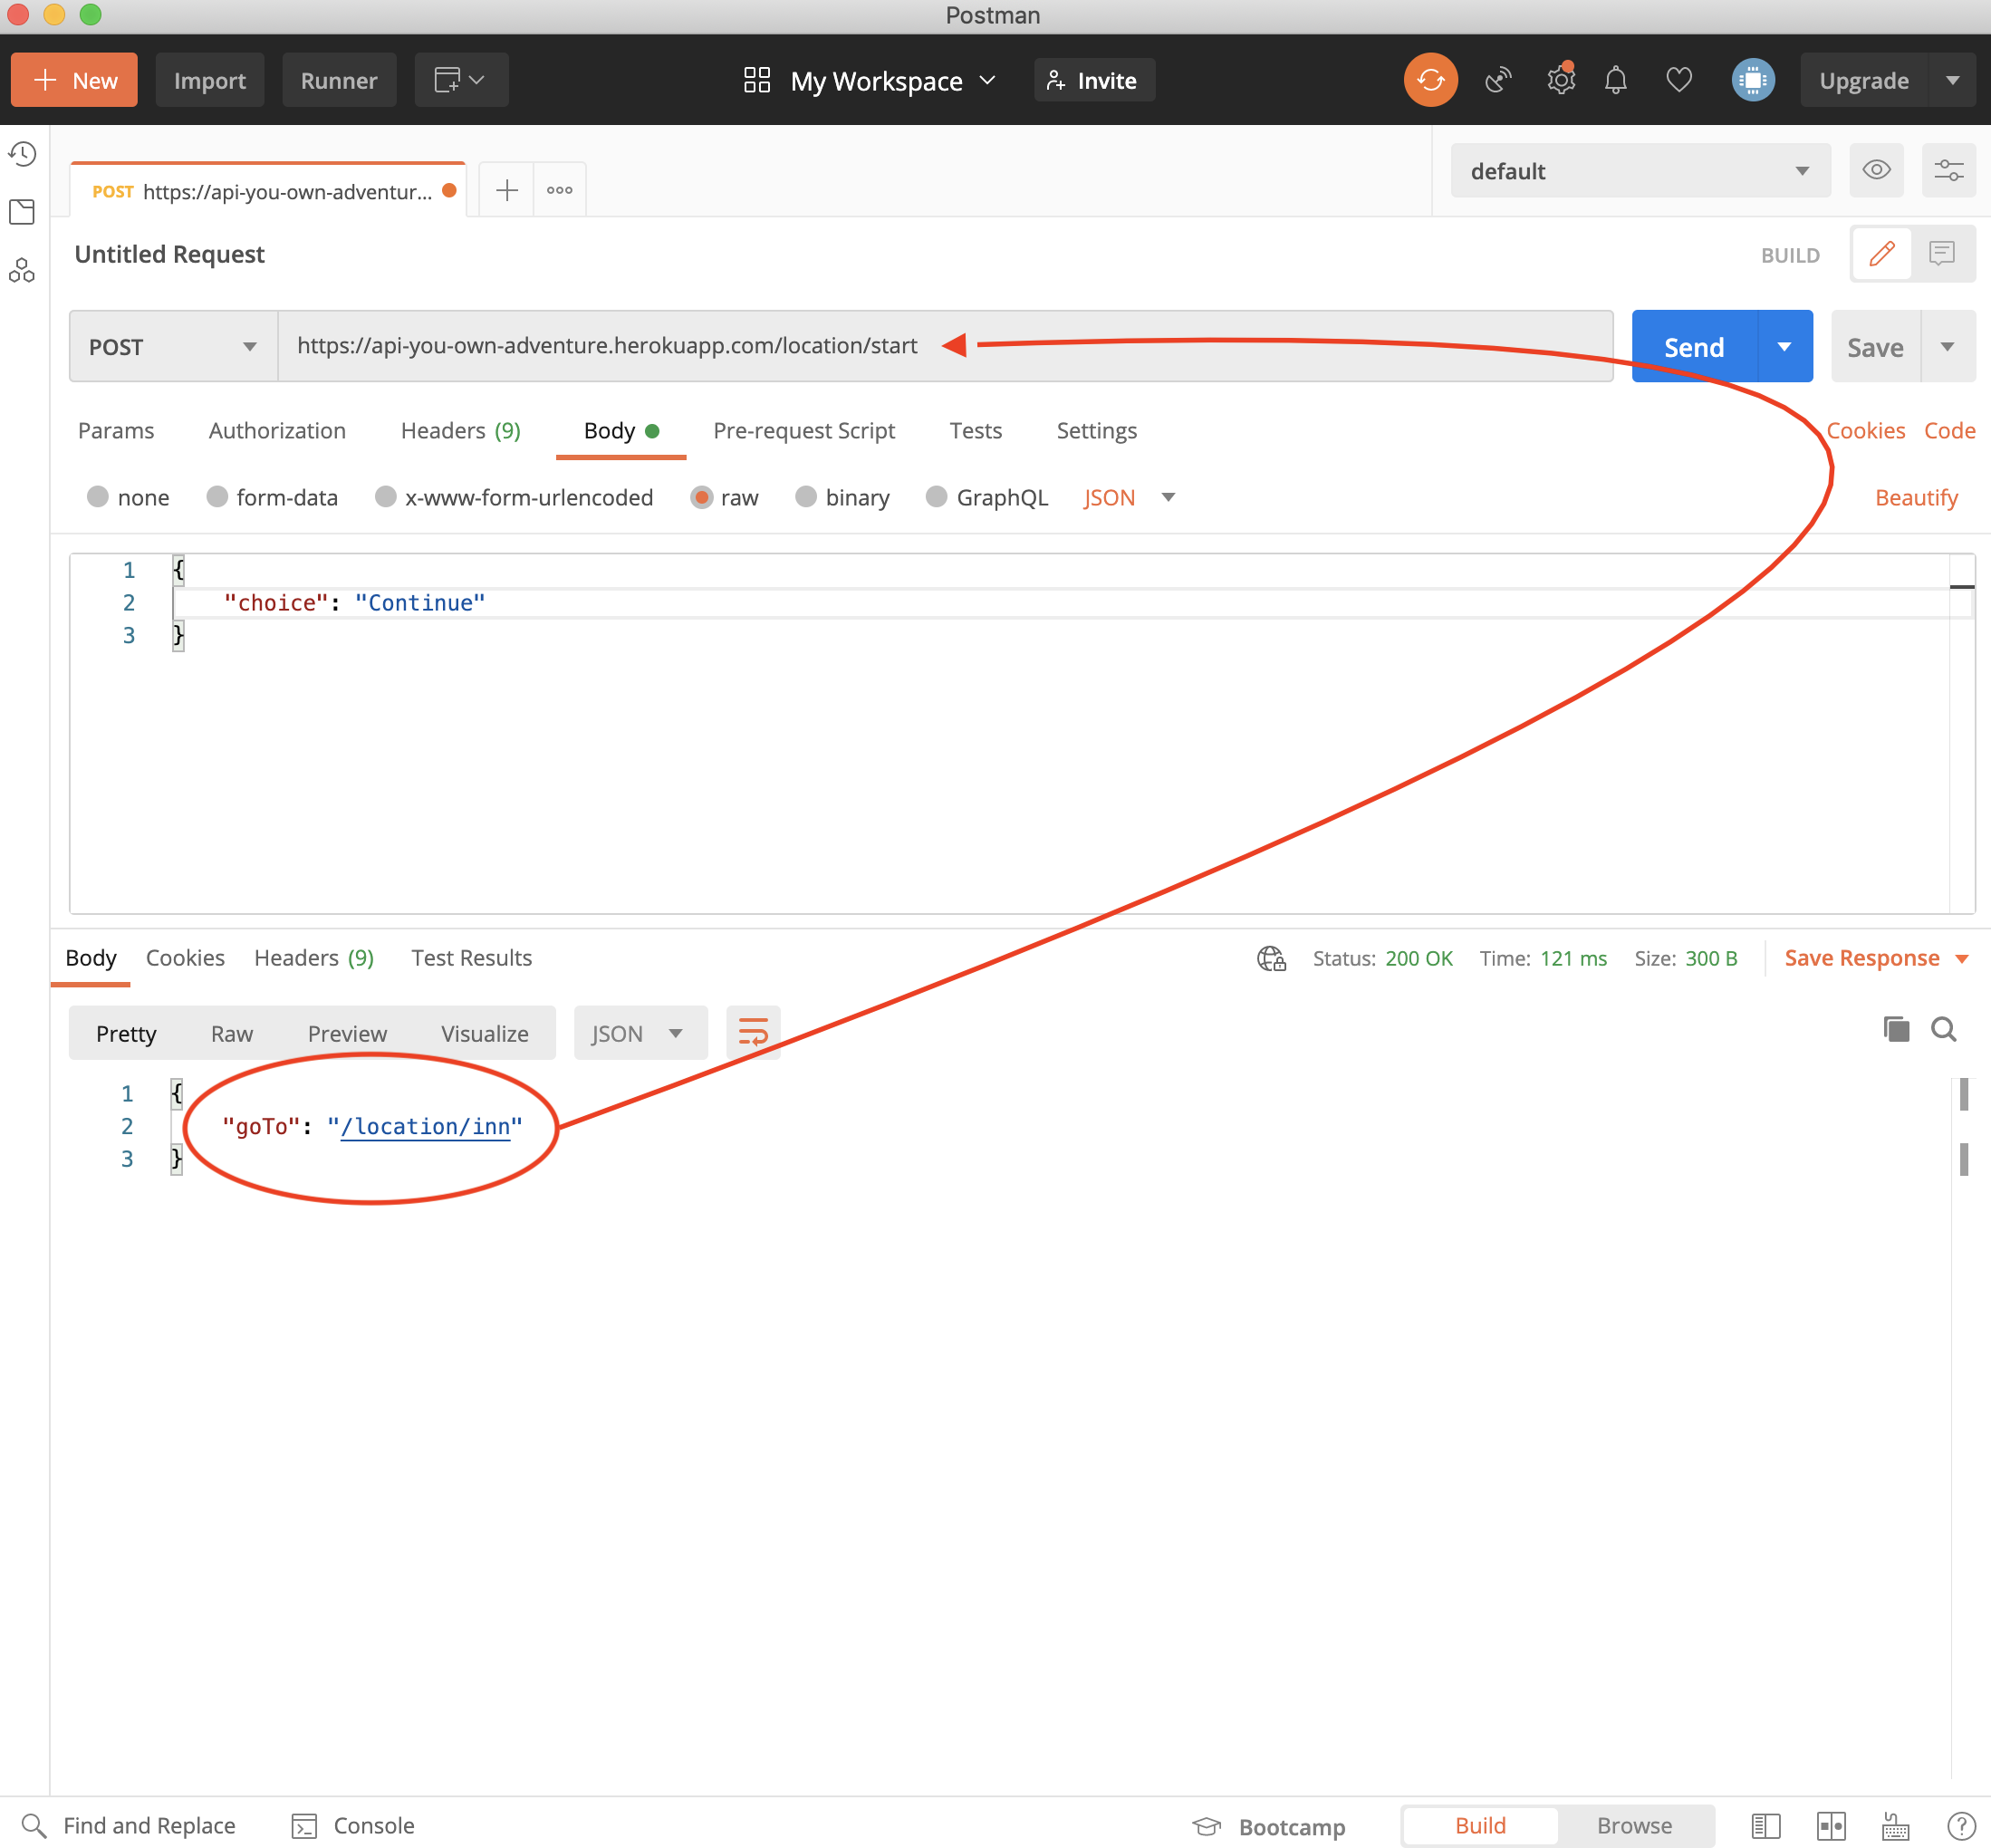 Postman
New Import Runner My Workspace Invite Upgrade
POST https://api-you-own-adventur... default
Untitled Request BUILD
POST https://api-you-own-adventure.herokuapp.com/location/start Send Save
Params Authorization Headers (9) Body Pre-request Script Tests Settings Cookies Code
none form-data x-www-form-urlencoded raw binary GraphQL JSON Beautify
1 {
2 "choice": "Continue"
3 }
Body Cookies Headers (9) Test Results Status: 200 OK Time: 121 ms Size: 300 B Save Response
Pretty Raw Preview Visualize JSON
1 {
2 "goTo": "/location/inn"
3 }
Find and Replace Console Bootcamp Build Browse